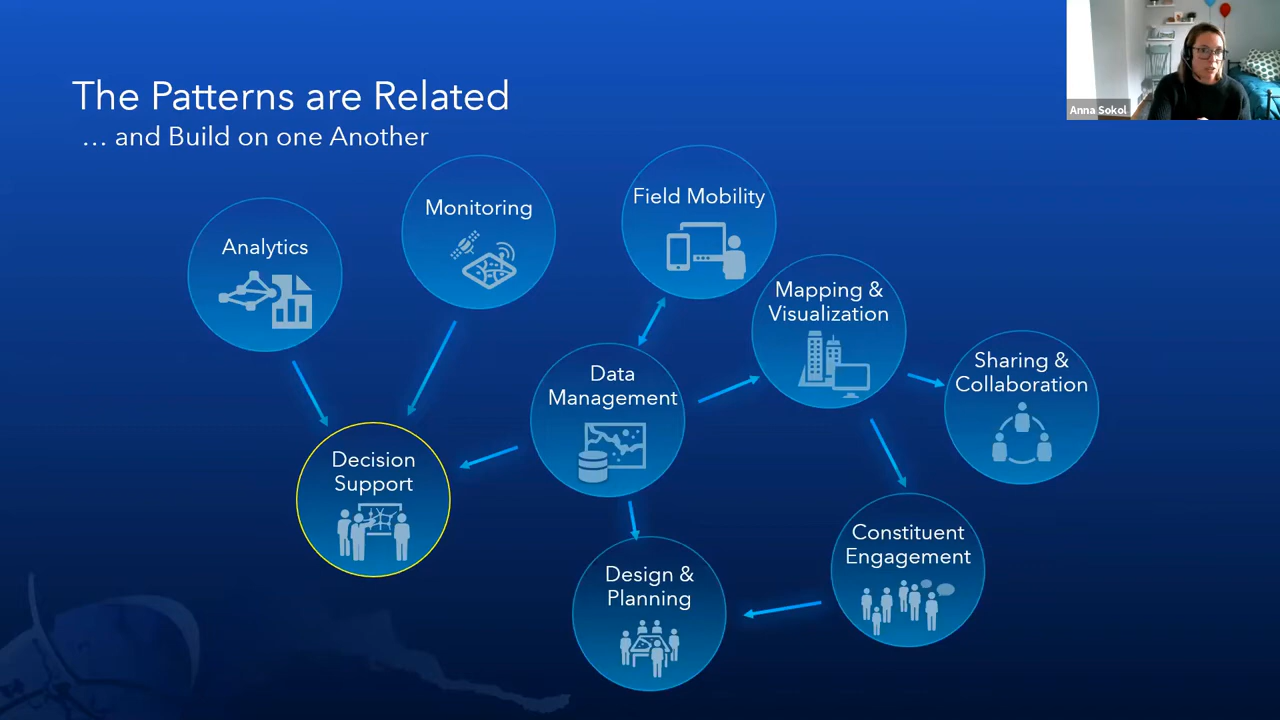 The Patterns are Related
... and Build on one Another
Anna Sokol
Analytics
Monitoring
Field Mobility
Mapping &
Visualization
Data
Management
Sharing &
Collaboration
Decision
Support
Constituent
Engagement
Design &
Planning